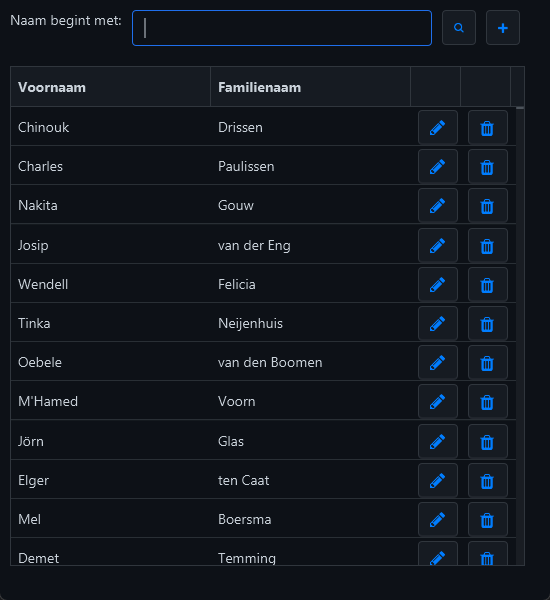 Naam begint met:
Voornaam Familienaam
Chinouk Drissen
Charles Paulissen
Nakita Gouw
Josip van der Eng
Wendell Felicia
Tinka Neijenhuis
Oebele van den Boomen
M'Hamed Voorn
Jörn Glas
Elger ten Caat
Mel Boersma
Demet Temming